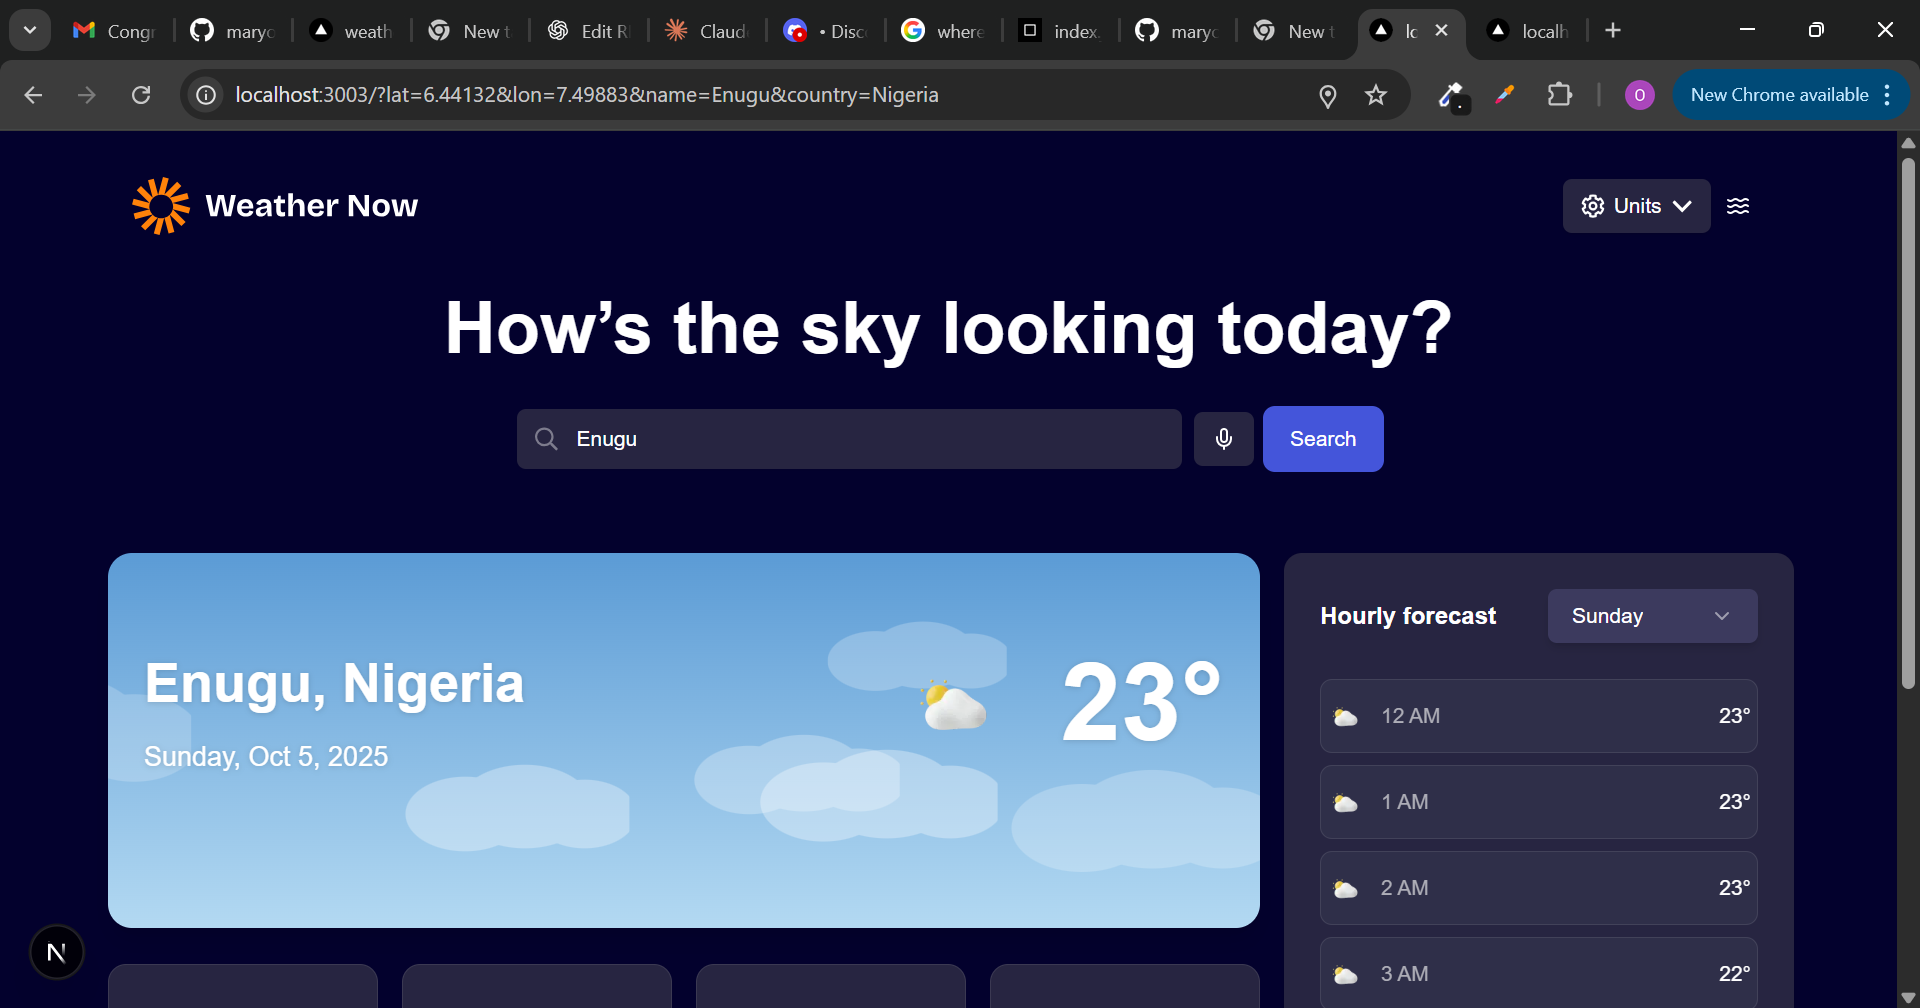 Congr
maryc
weath
New t
Edit R
Claud
• Disc
where
index.
maryc
New t
lc
localh
localhost:3003/?lat=6.44132&lon=7.49883&name=Enugu&country=Nigeria
O
New Chrome available
Weather Now
Units
How’s the sky looking today?
Enugu
Search
Enugu, Nigeria
Sunday, Oct 5, 2025
23°
Hourly forecast
Sunday
12 AM 23°
1 AM 23°
2 AM 23°
3 AM 22°
N